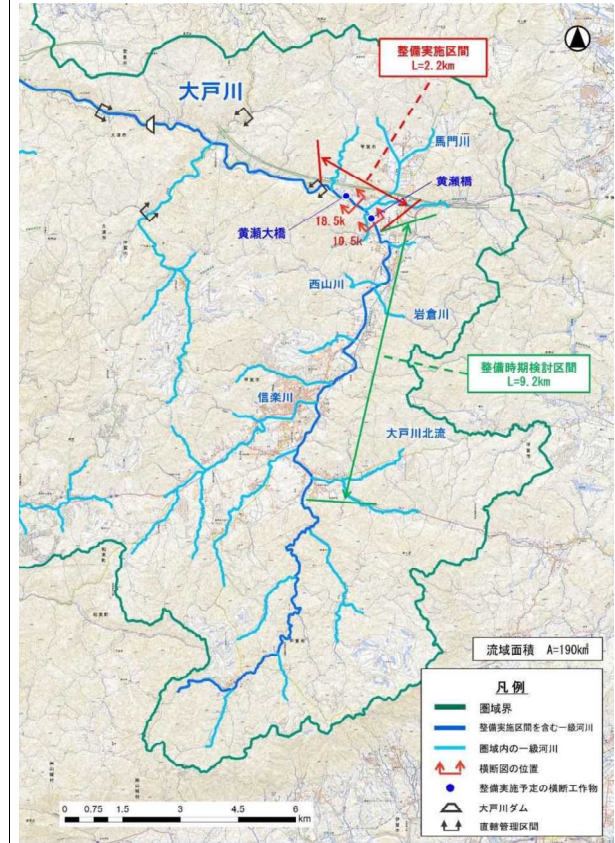 整備実施区間
L=2.2km
大戸川
馬門川
黄瀬橋
18.5k
黄瀬大橋
19.5k
西山川
岩倉川
整備時期検討区間
L=9.2km
信楽川
大戸川北流
流域面積 A=190k㎡
凡例
圏域界
整備実施区間を含む一級河川
圏域内の一級河川
横断図の位置
整備実施予定の横断工作物
大戸川ダム
直轄管理区間
0 0.75 1.5 3 4.5 6
km